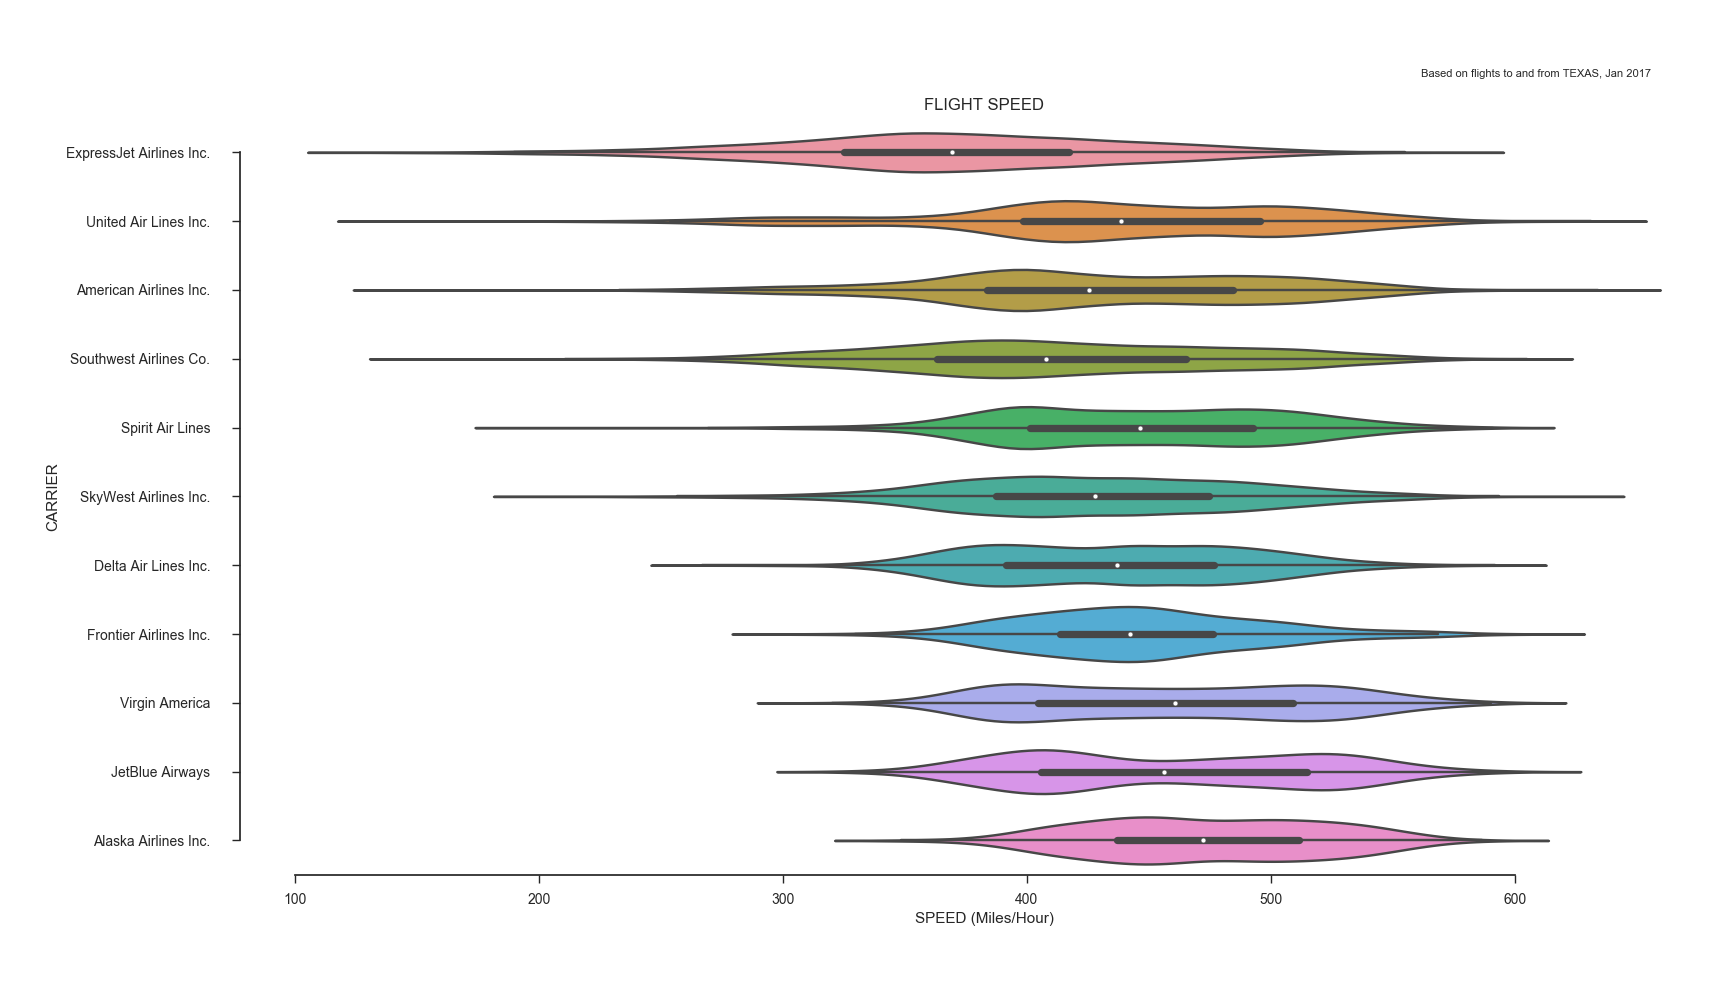 Based on flights to and from TEXAS, Jan 2017
FLIGHT SPEED
ExpressJet Airlines Inc.
United Air Lines Inc.
American Airlines Inc.
Southwest Airlines Co.
Spirit Air Lines
SkyWest Airlines Inc.
Delta Air Lines Inc.
Frontier Airlines Inc.
Virgin America
JetBlue Airways
Alaska Airlines Inc.
CARRIER
100 200 300 400 500 600
SPEED (Miles/Hour)